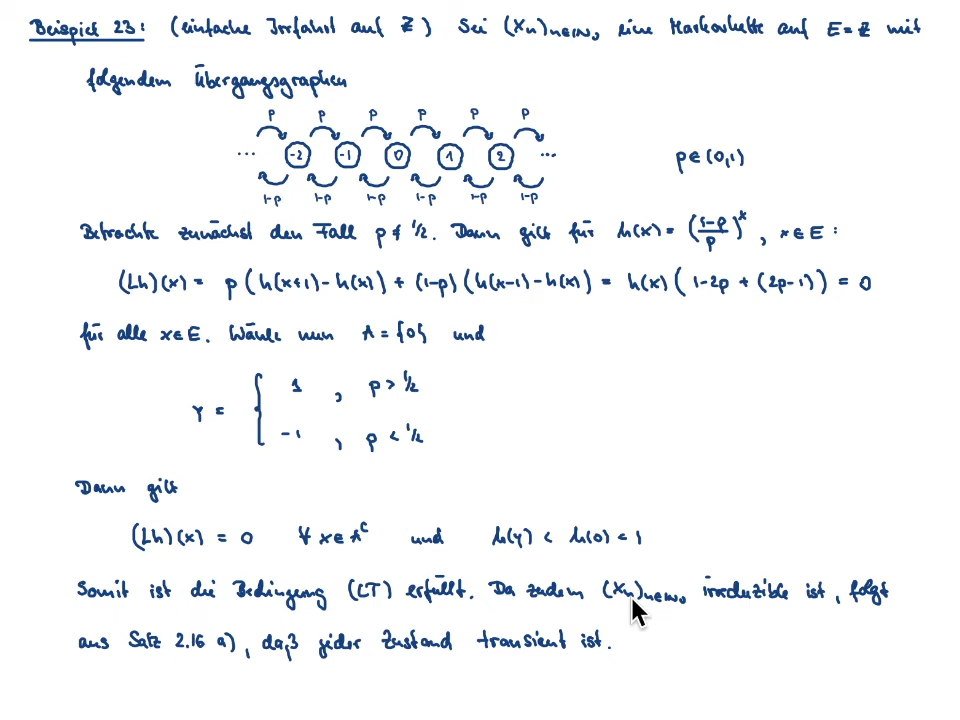 Beispiel 23: (einfache Irrfahrt auf ℤ) Sei (Xn)n∈ℕ₀ eine Markovkette auf E=ℤ mit
folgendem Übergangsgraphen
p p p p p p
... -2 -1 0 1 2 ... p∈(0,1)
1-p 1-p 1-p 1-p 1-p 1-p
Betrachte zunächst den Fall p ≠ 1/2. Dann gilt für h(x) = ((1-p)/p)^x, x∈E:
(Lh)(x) = p(h(x+1)-h(x)) + (1-p)(h(x-1)-h(x)) = h(x)(1-2p + (2p-1)) = 0
für alle x∈E. Wähle nun A = {0} und
Y = { 1 , p > 1/2
-1 , p < 1/2
Dann gilt
(Lh)(x) = 0 ∀ x∈A^c und h(y) < h(0) < 1
Somit ist die Bedingung (LT) erfüllt. Da zudem (Xn)n∈ℕ₀ irreduzible ist, folgt
aus Satz 2.16 a), daß jeder Zustand transient ist.